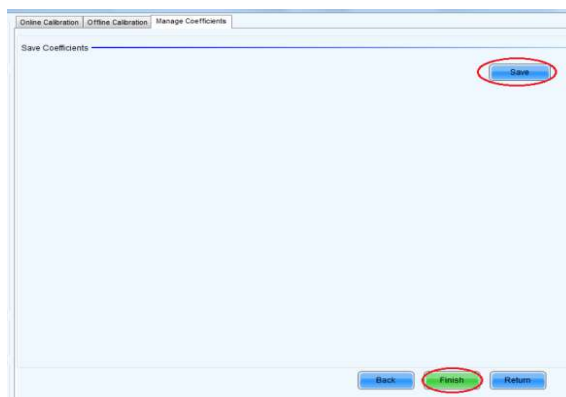 Online Calibration Offline Calibration Manage Coefficients
Save Coefficients
Save
Back Finish Return